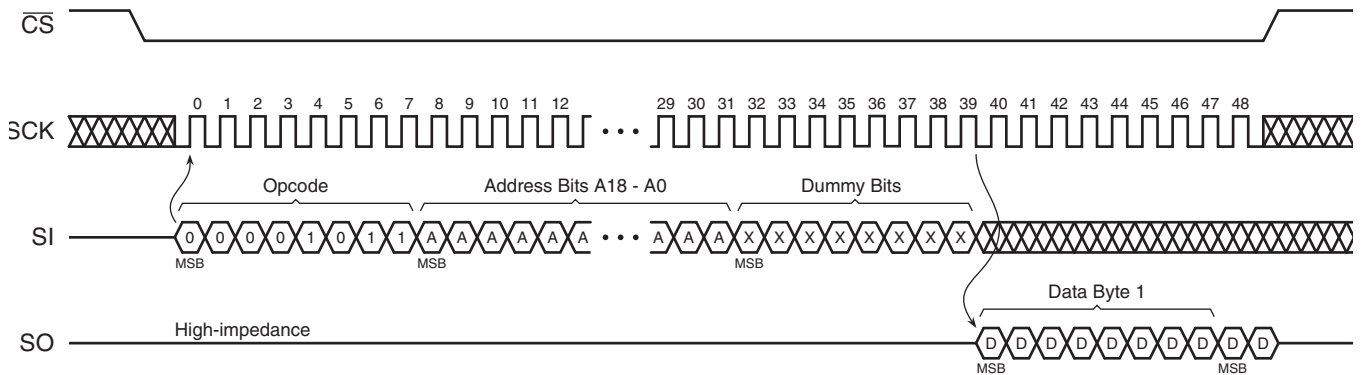 CS
0 1 2 3 4 5 6 7 8 9 10 11 12 29 30 31 32 33 34 35 36 37 38 39 40 41 42 43 44 45 46 47 48
SCK
Opcode Address Bits A18 - A0 Dummy Bits
SI 0 0 0 0 1 0 1 1 A A A A A A A A A X X X X X X X X
MSB MSB MSB
Data Byte 1
High-impedance
SO D D D D D D D D D D
MSB MSB